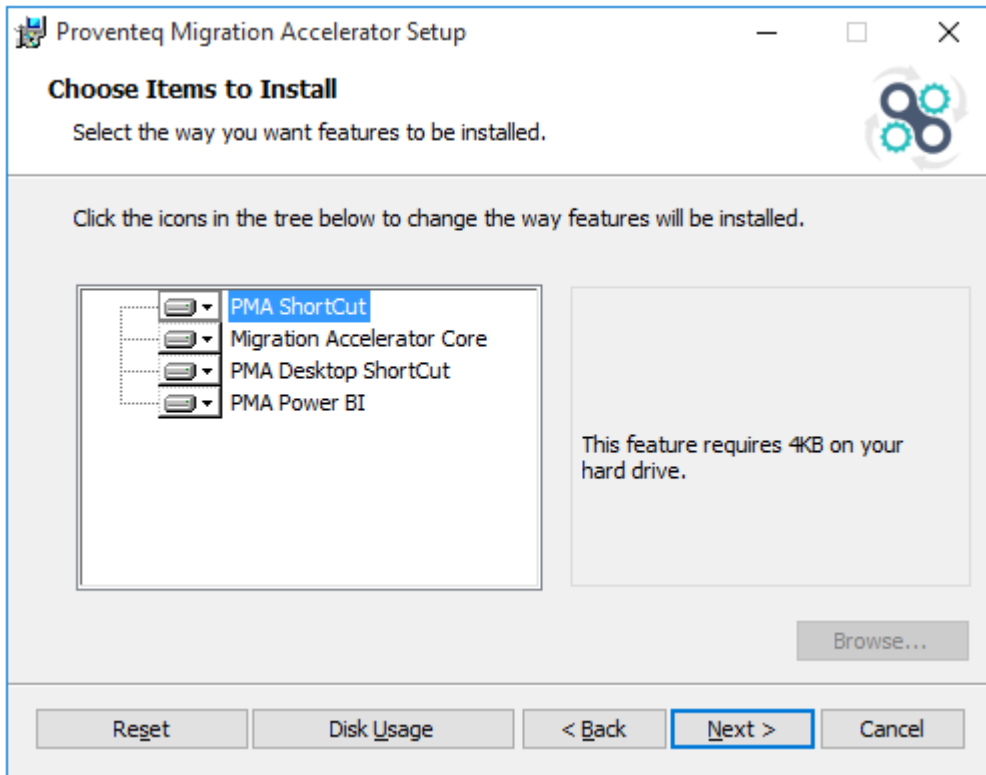 Proventeq Migration Accelerator Setup
Choose Items to Install
Select the way you want features to be installed.
Click the icons in the tree below to change the way features will be installed.
PMA ShortCut
Migration Accelerator Core
PMA Desktop ShortCut
PMA Power BI
This feature requires 4KB on your
hard drive.
Browse...
Reset
Disk Usage
< Back
Next >
Cancel